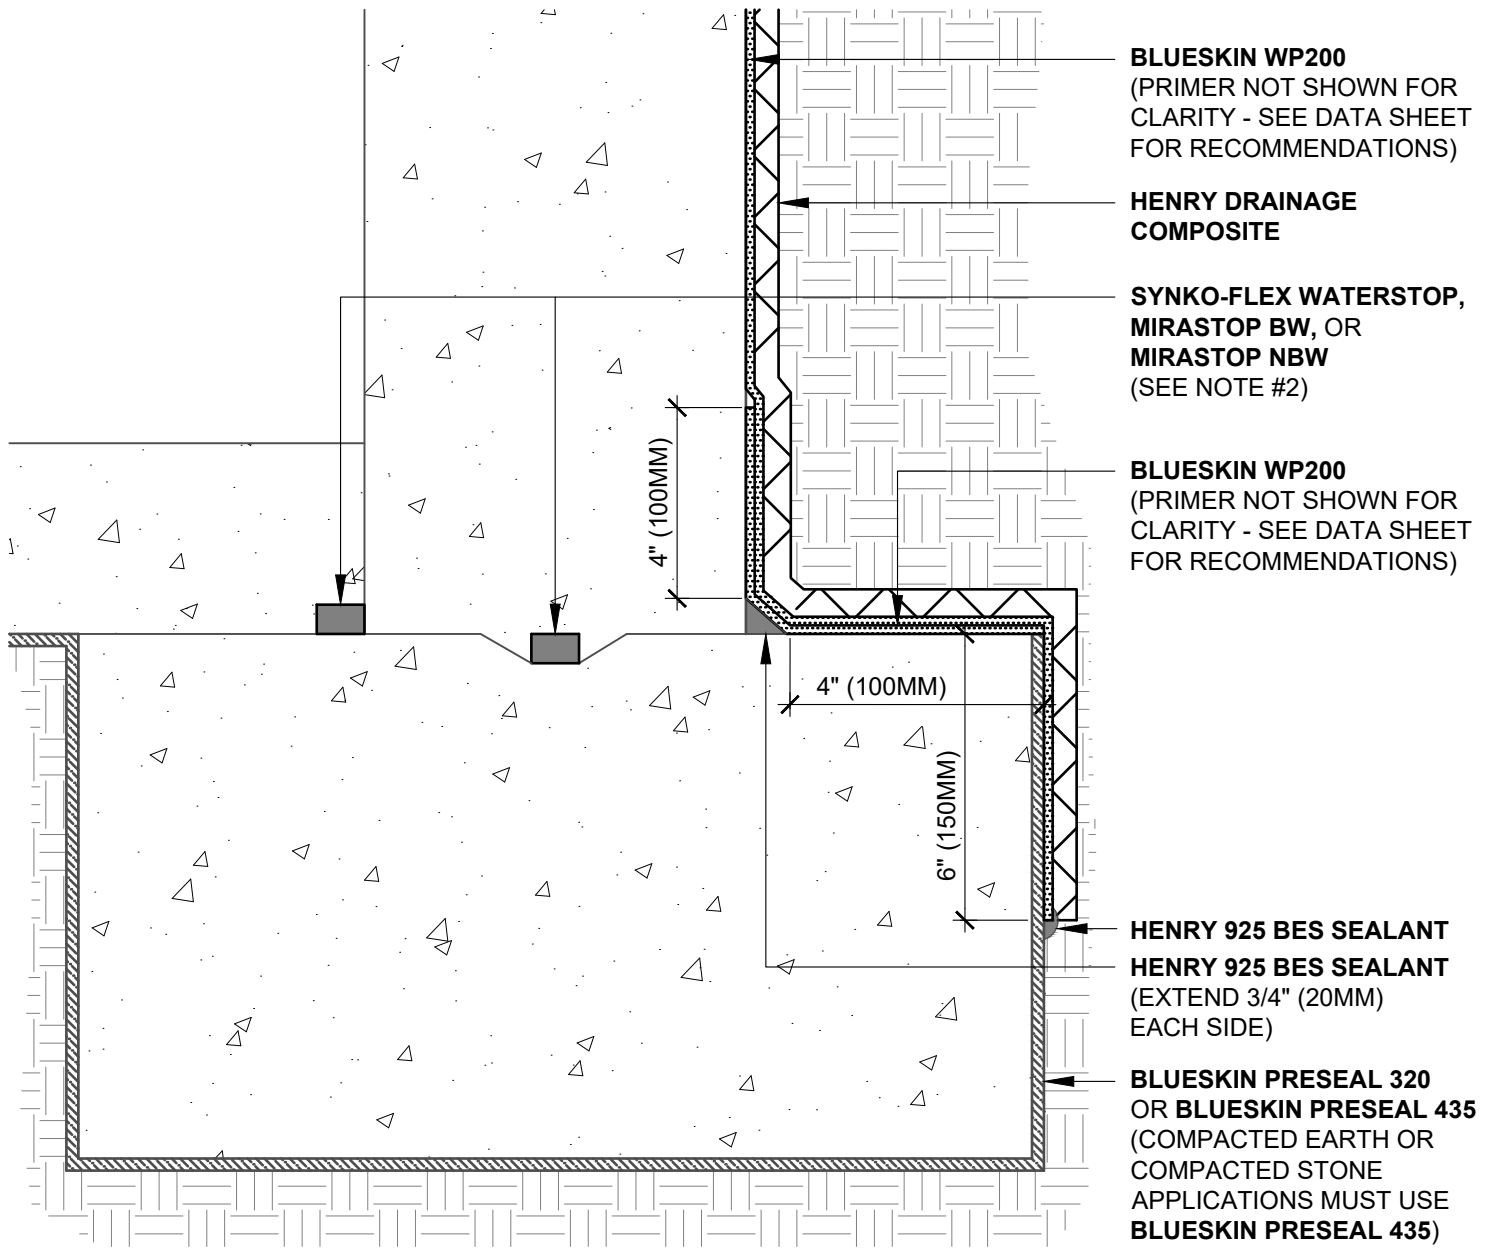 BLUESKIN WP200
(PRIMER NOT SHOWN FOR
CLARITY - SEE DATA SHEET
FOR RECOMMENDATIONS)
HENRY DRAINAGE
COMPOSITE
SYNKO-FLEX WATERSTOP,
MIRASTOP BW, OR
MIRASTOP NBW
(SEE NOTE #2)
4" (100MM)
BLUESKIN WP200
(PRIMER NOT SHOWN FOR
CLARITY - SEE DATA SHEET
FOR RECOMMENDATIONS)
4" (100MM)
6" (150MM)
HENRY 925 BES SEALANT
HENRY 925 BES SEALANT
(EXTEND 3/4" (20MM)
EACH SIDE)
BLUESKIN PRESEAL 320
OR BLUESKIN PRESEAL 435
(COMPACTED EARTH OR
COMPACTED STONE
APPLICATIONS MUST USE
BLUESKIN PRESEAL 435)